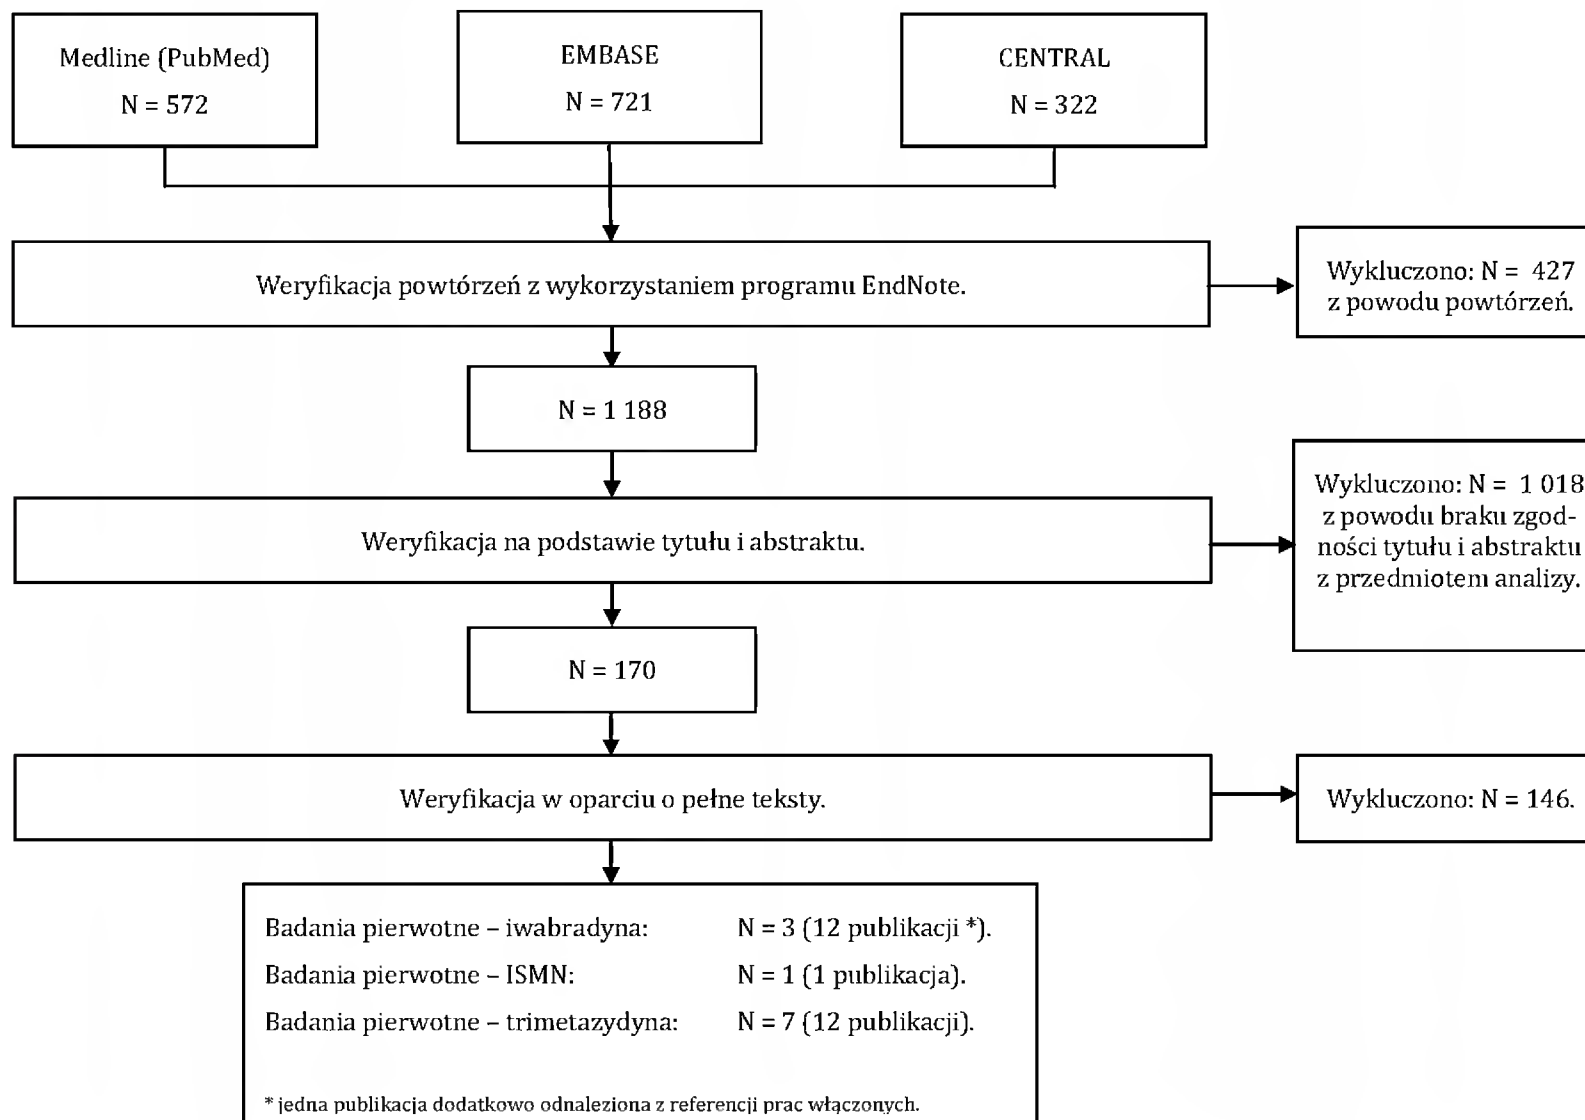 Medline (PubMed)
N = 572
EMBASE
N = 721
CENTRAL
N = 322
Weryfikacja powtórzeń z wykorzystaniem programu EndNote.
Wykluczono: N = 427
z powodu powtórzeń.
N = 1 188
Weryfikacja na podstawie tytułu i abstraktu.
Wykluczono: N = 1 018
z powodu braku zgod-
ności tytułu i abstraktu
z przedmiotem analizy.
N = 170
Weryfikacja w oparciu o pełne teksty.
Wykluczono: N = 146.
Badania pierwotne – iwabradyna: N = 3 (12 publikacji *).
Badania pierwotne – ISMN: N = 1 (1 publikacja).
Badania pierwotne – trimetazydyna: N = 7 (12 publikacji).
* jedna publikacja dodatkowo odnaleziona z referencji prac włączonych.